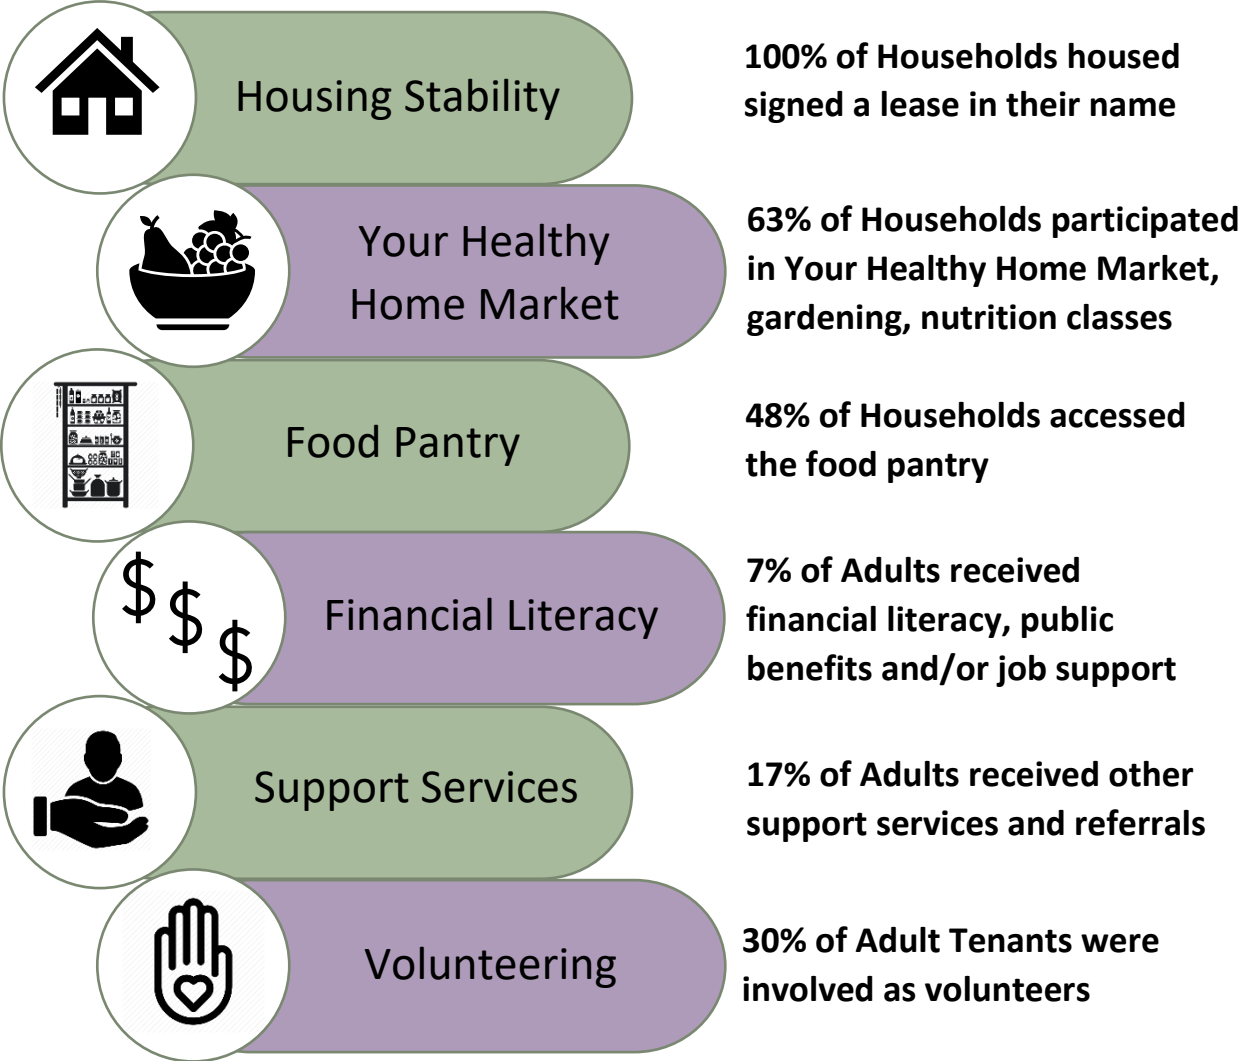 Housing Stability
100% of Households housed
signed a lease in their name
Your Healthy
Home Market
63% of Households participated
in Your Healthy Home Market,
gardening, nutrition classes
Food Pantry
48% of Households accessed
the food pantry
$ $ $
Financial Literacy
7% of Adults received
financial literacy, public
benefits and/or job support
Support Services
17% of Adults received other
support services and referrals
Volunteering
30% of Adult Tenants were
involved as volunteers